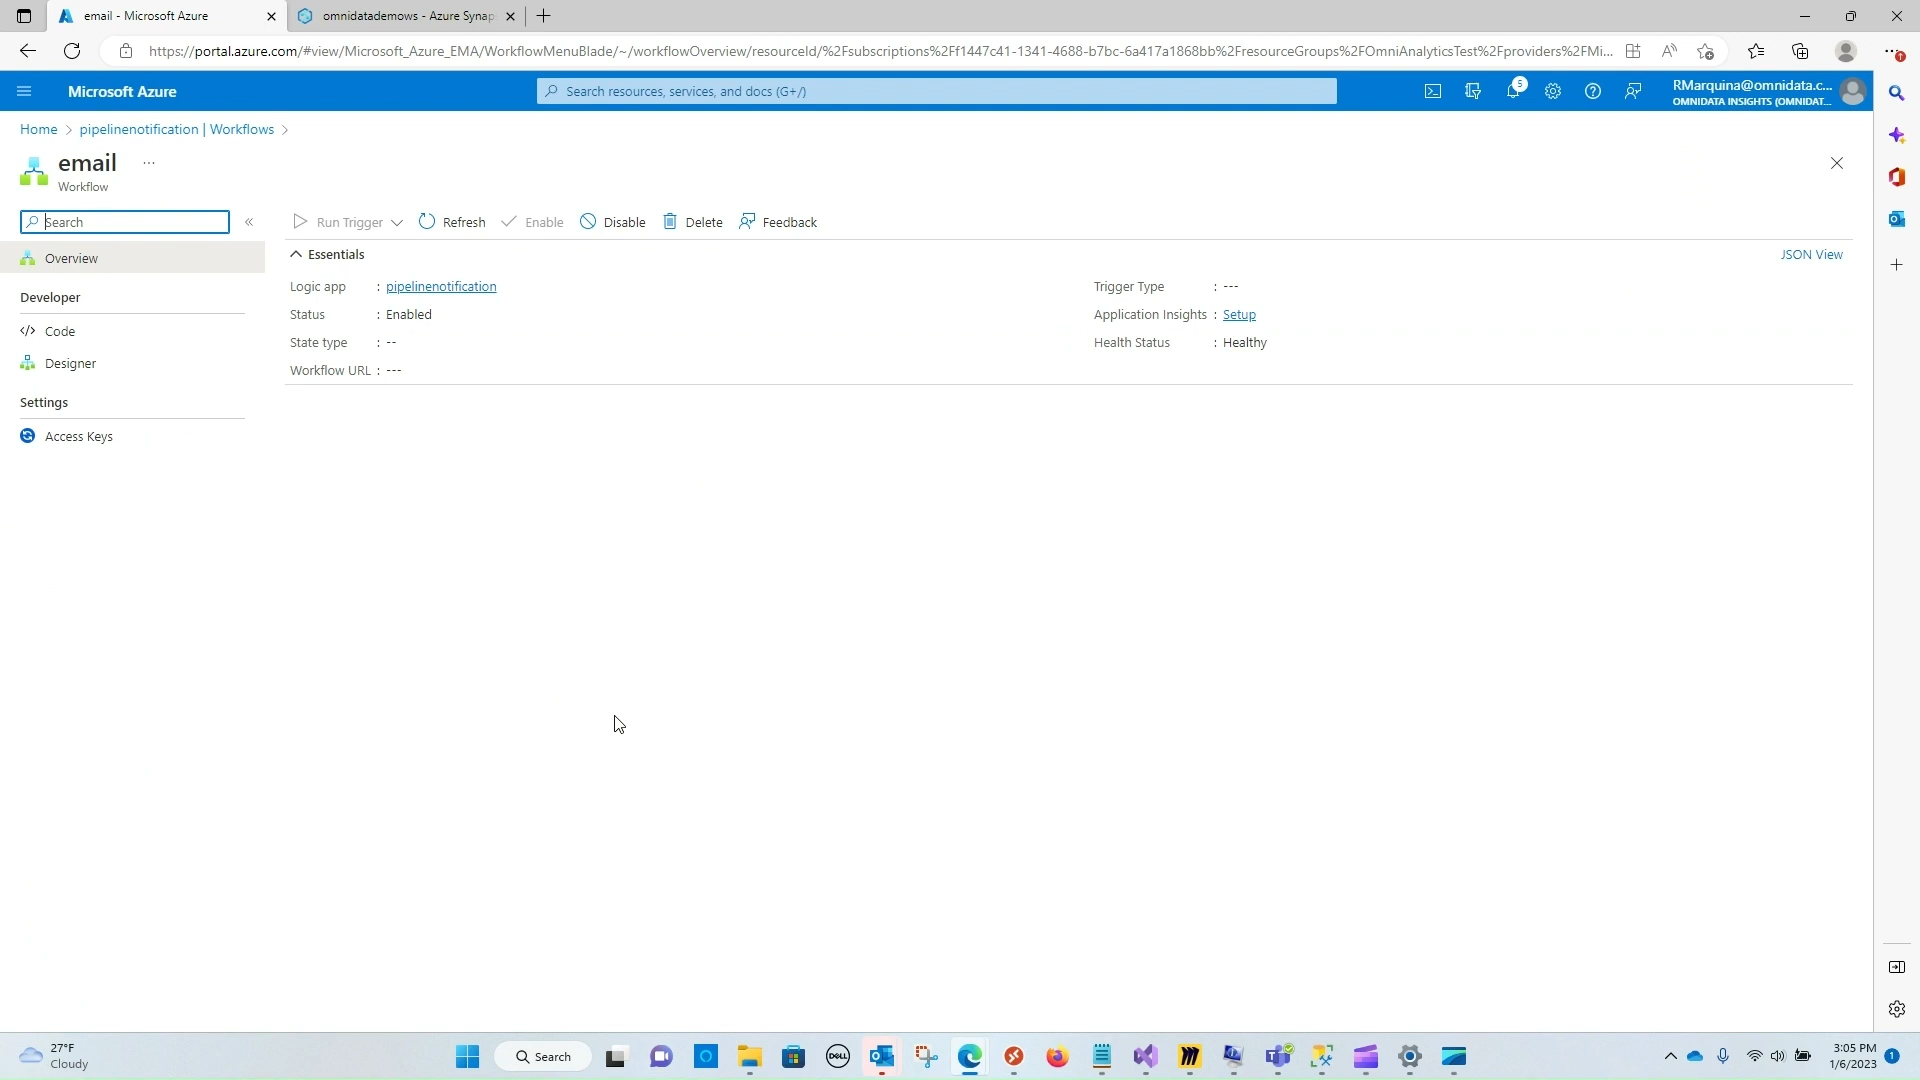 email - Microsoft Azure
omnidatademows - Azure Synap
https://portal.azure.com/#view/Microsoft_Azure_EMA/WorkflowMenuBlade/~/workflowOverview/resourceId/%2Fsubscriptions%2Ff1447c41-1341-4688-b7bc-6a417a1868bb%2FresourceGroups%2FOmniAnalyticsTest%2Fproviders%2FMi...
Microsoft Azure
Search resources, services, and docs (G+/)
5
RMarquina@omnidata.c...
OMNIDATA INSIGHTS (OMNIDAT...
Home > pipelinenotification | Workflows >
email ...
Workflow
Search
Run Trigger
Refresh
Enable
Disable
Delete
Feedback
Overview
Essentials
JSON View
Developer
Code
Designer
Settings
Access Keys
Logic app : pipelinenotification
Status : Enabled
State type : --
Workflow URL : ---
Trigger Type : ---
Application Insights : Setup
Health Status : Healthy
27°F
Cloudy
Search
DELL
3:05 PM
1/6/2023
1